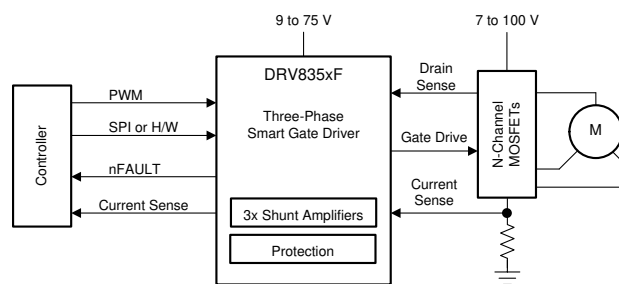 9 to 75 V
7 to 100 V
DRV835xF
Three-Phase
Smart Gate Driver
3x Shunt Amplifiers
Protection
Controller
PWM
SPI or H/W
nFAULT
Current Sense
Drain
Sense
Gate Drive
Current
Sense
N-Channel
MOSFETs
M